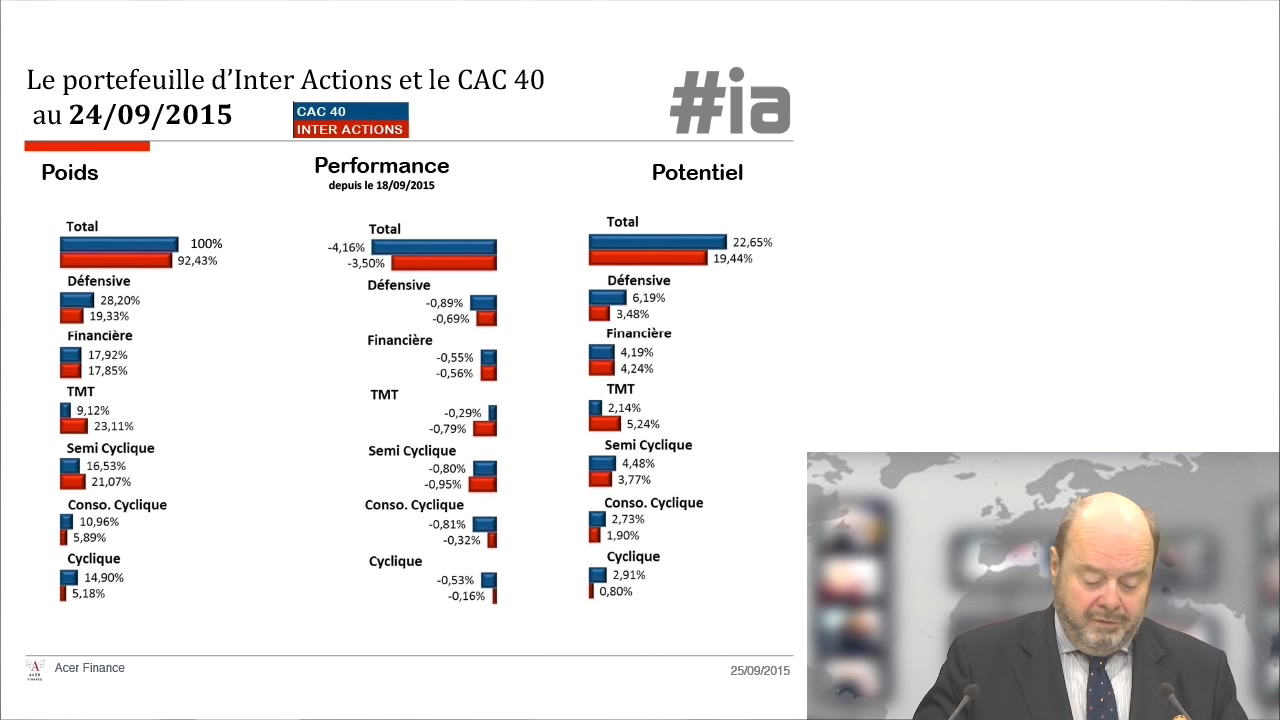 Le portefeuille d’Inter Actions et le CAC 40
au 24/09/2015
CAC 40
INTER ACTIONS
#ia
Poids
Total
100%
92,43%
Défensive
28,20%
19,33%
Financière
17,92%
17,85%
TMT
9,12%
23,11%
Semi Cyclique
16,53%
21,07%
Conso. Cyclique
10,96%
5,89%
Cyclique
14,90%
5,18%
Performance
depuis le 18/09/2015
Total
-4,16%
-3,50%
Défensive
-0,89%
-0,69%
Financière
-0,55%
-0,56%
TMT
-0,29%
-0,79%
Semi Cyclique
-0,80%
-0,95%
Conso. Cyclique
-0,81%
-0,32%
Cyclique
-0,53%
-0,16%
Potentiel
Total
22,65%
19,44%
Défensive
6,19%
3,48%
Financière
4,19%
4,24%
TMT
2,14%
5,24%
Semi Cyclique
4,48%
3,77%
Conso. Cyclique
2,73%
1,90%
Cyclique
2,91%
0,80%
A
ACER
FINANCE
Acer Finance
25/09/2015